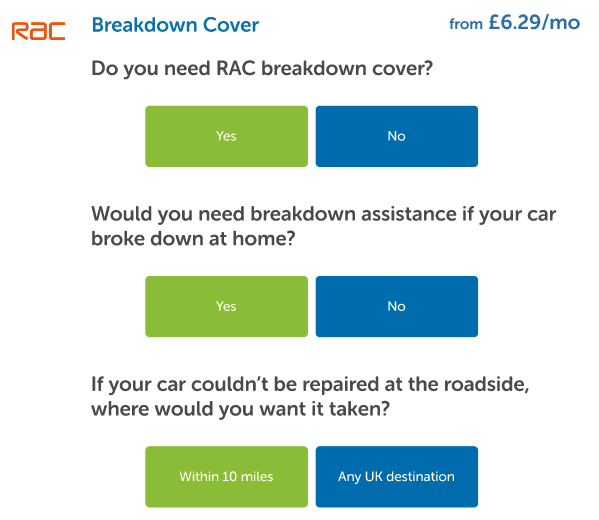 RAC
Breakdown Cover
from £6.29/mo
Do you need RAC breakdown cover?
Yes
No
Would you need breakdown assistance if your car
broke down at home?
Yes
No
If your car couldn’t be repaired at the roadside,
where would you want it taken?
Within 10 miles
Any UK destination